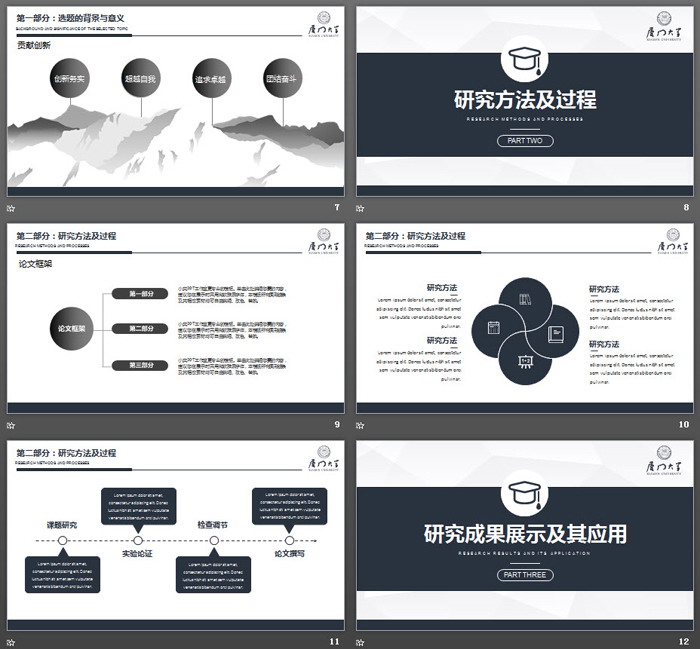 第一部分：选题的背景与意义
BACKGROUND AND SIGNIFICANCE OF THE SELECTED TOPIC
贡献创新
创新务实
超越自我
追求卓越
团结奋斗
厦门大学
XIAMEN UNIVERSITY
7
厦门大学
XIAMEN UNIVERSITY
研究方法及过程
RESEARCH METHODS AND PROCESSES
PART TWO
8
第二部分：研究方法及过程
RESEARCH METHODS AND PROCESSES
厦门大学
XIAMEN UNIVERSITY
论文框架
论文框架
第一部分
第二部分
第三部分
9
第二部分：研究方法及过程
RESEARCH METHODS AND PROCESSES
厦门大学
XIAMEN UNIVERSITY
研究方法
Lorem ipsum dolor sit amet, consectetur
adipiscing elit. Donec luctus nibh sit amet
sem vulputate venenatis bibendum orci
pulvinar.
研究方法
Lorem ipsum dolor sit amet, consectetur
adipiscing elit. Donec luctus nibh sit amet
sem vulputate venenatis bibendum orci
pulvinar.
研究方法
Lorem ipsum dolor sit amet, consectetur
adipiscing elit. Donec luctus nibh sit amet
sem vulputate venenatis bibendum orci
pulvinar.
研究方法
Lorem ipsum dolor sit amet, consectetur
adipiscing elit. Donec luctus nibh sit amet
sem vulputate venenatis bibendum orci
pulvinar.
10
第二部分：研究方法及过程
RESEARCH METHODS AND PROCESSES
厦门大学
XIAMEN UNIVERSITY
Lorem ipsum dolor sit amet,
consectetur adipiscing elit. Donec
luctus nibh sit amet sem vulputate
venenatis bibendum orci pulvinar.
Lorem ipsum dolor sit amet,
consectetur adipiscing elit. Donec
luctus nibh sit amet sem vulputate
venenatis bibendum orci pulvinar.
课题研究
检查调节
实验论证
论文撰写
Lorem ipsum dolor sit amet,
consectetur adipiscing elit. Donec
luctus nibh sit amet sem vulputate
venenatis bibendum orci pulvinar.
Lorem ipsum dolor sit amet,
consectetur adipiscing elit. Donec
luctus nibh sit amet sem vulputate
venenatis bibendum orci pulvinar.
11
厦门大学
XIAMEN UNIVERSITY
研究成果展示及其应用
RESEARCH RESULTS AND ITS APPLICATION
PART THREE
12